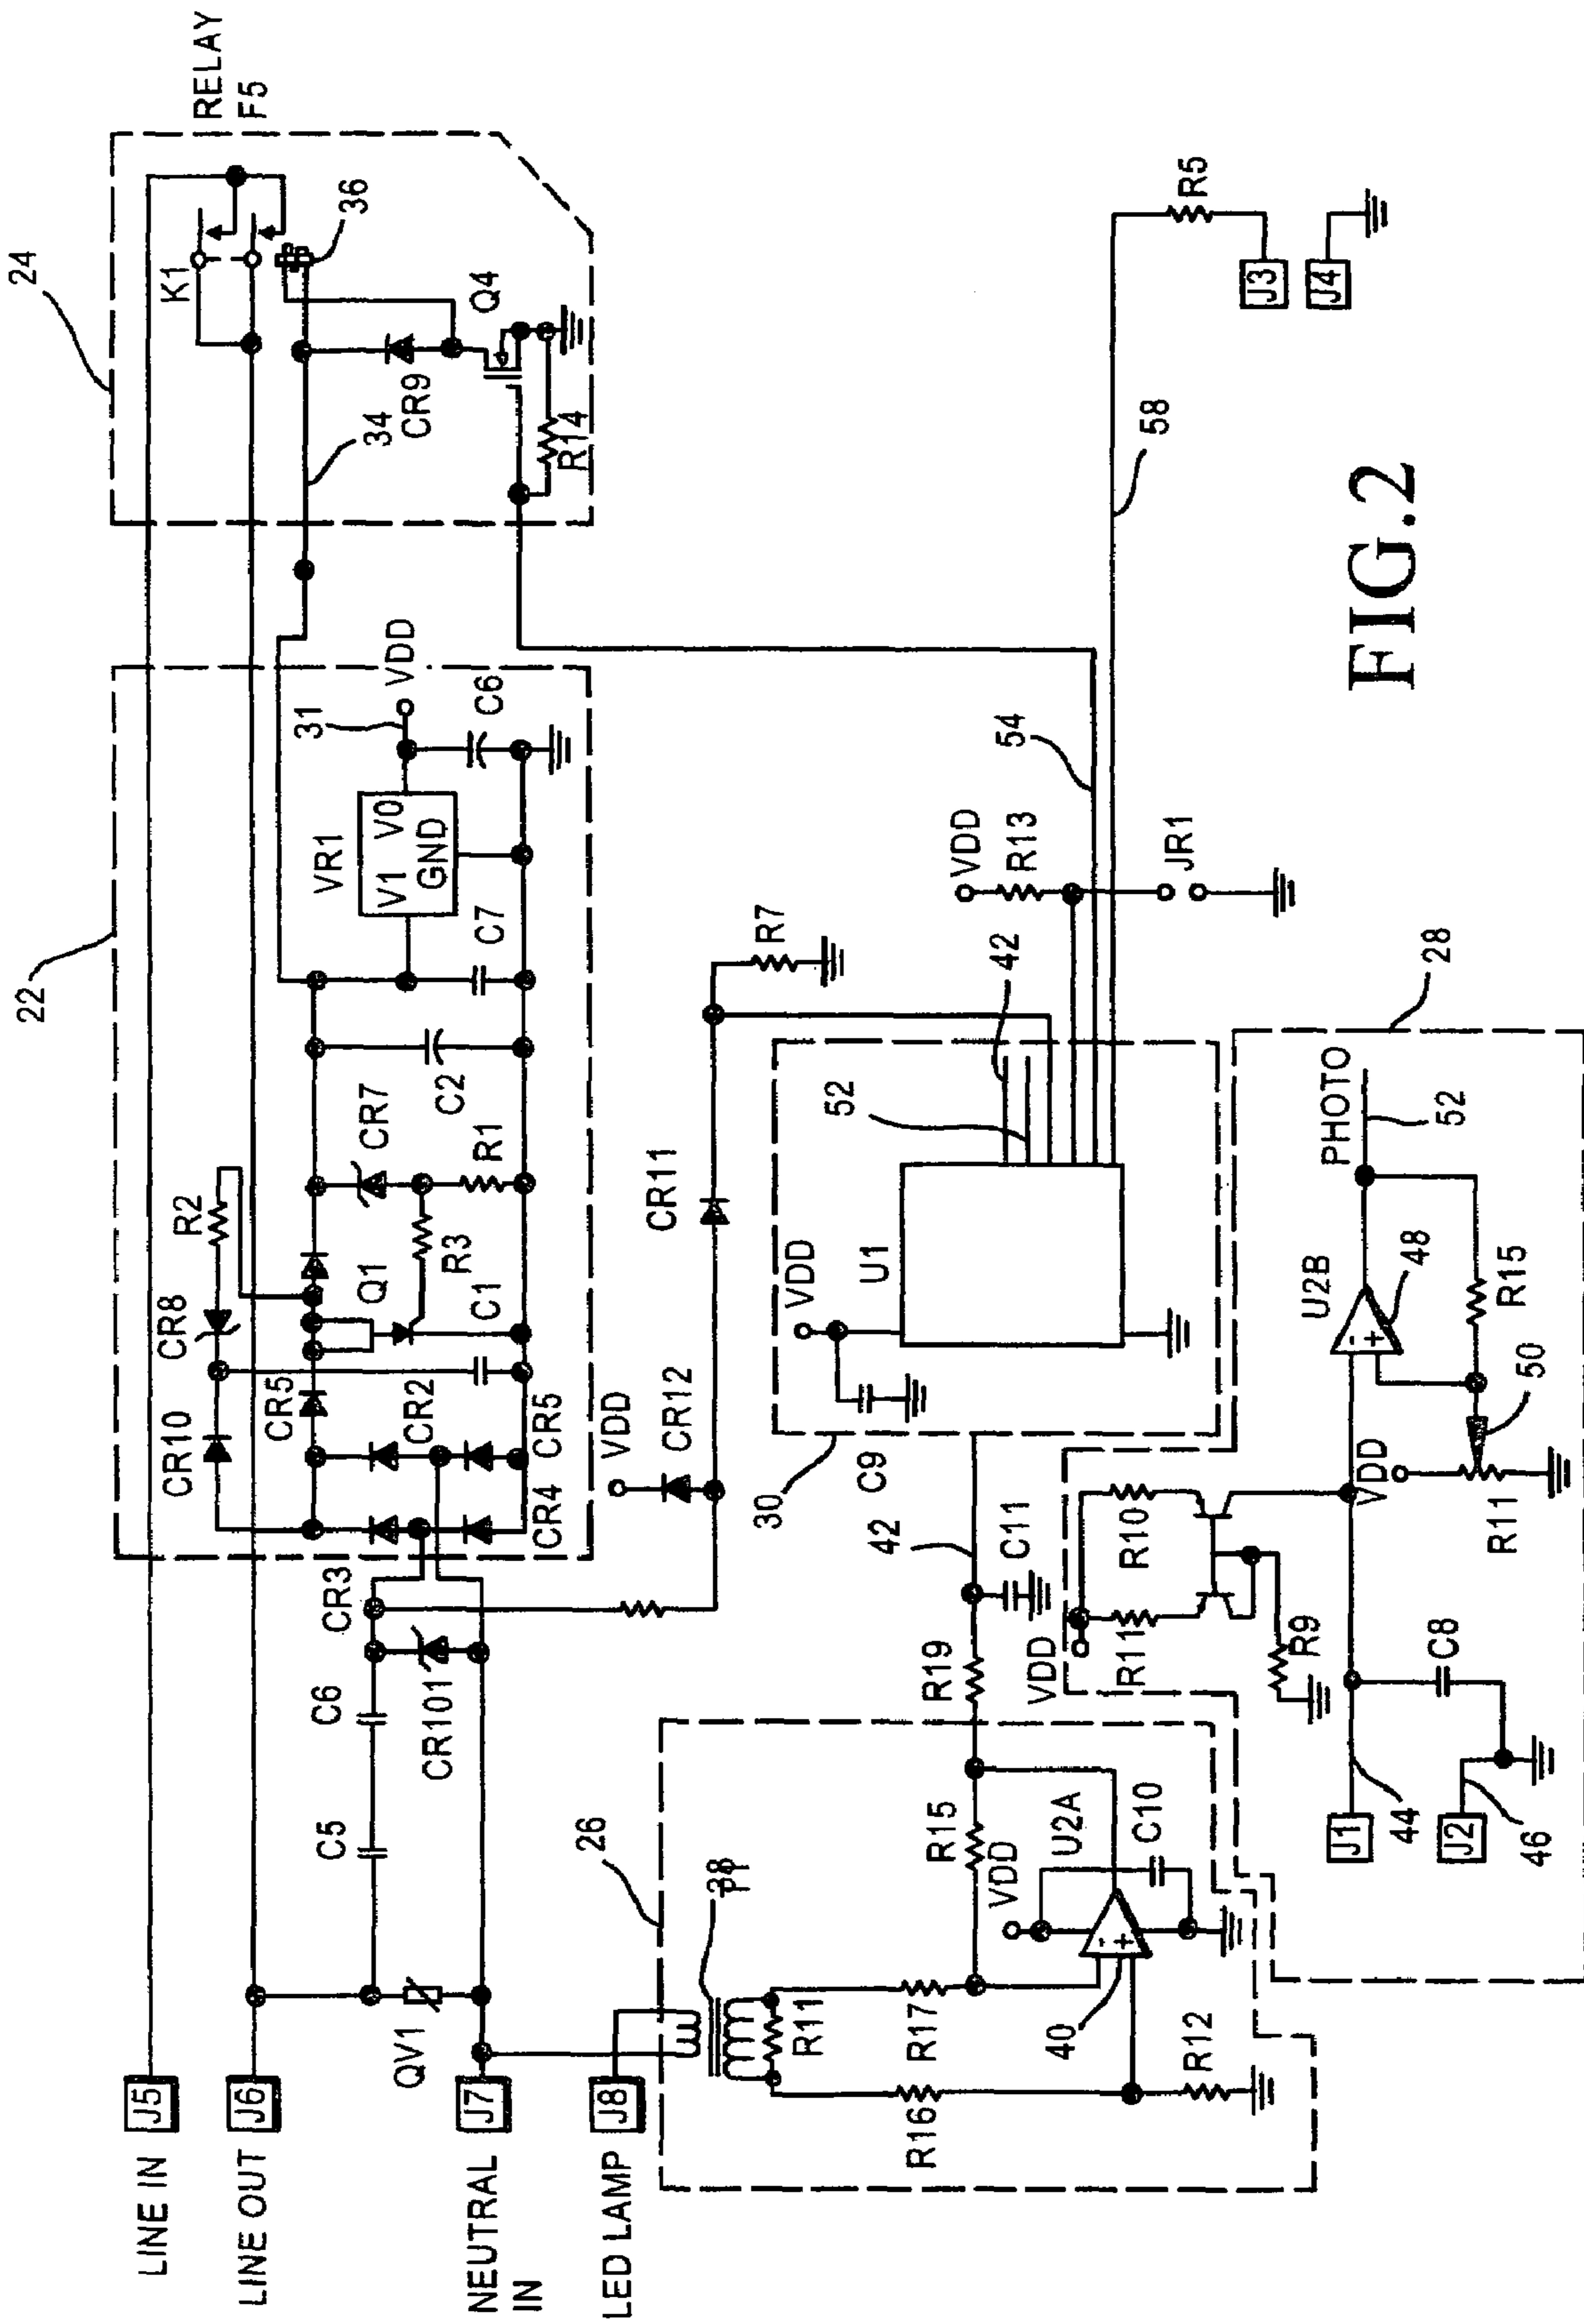 22
24
RELAY
F5
LINE IN
J5
LINE OUT
J6
QV1
NEUTRAL
IN
J7
LED LAMP
J8
C5
C6
CR101
CR3
CR10
CR8
R2
CR5
CR2
CR4
CR5
Q1
R3
C1
CR7
R1
C2
C7
VR1
V1
V0
GND
31
VDD
C6
K1
36
34
CR9
Q4
R14
VDD
CR12
CR11
R7
26
R11
R16
R17
40
R12
R15
VDD
U2A
C10
R19
42
C11
30
C9
VDD
U1
52
42
VDD
R13
54
JR1
58
R5
J3
J4
28
VDD
R11
R10
R9
J1
44
J2
46
C8
VDD
R11
50
R15
U2B
48
PHOTO
52
FIG.2